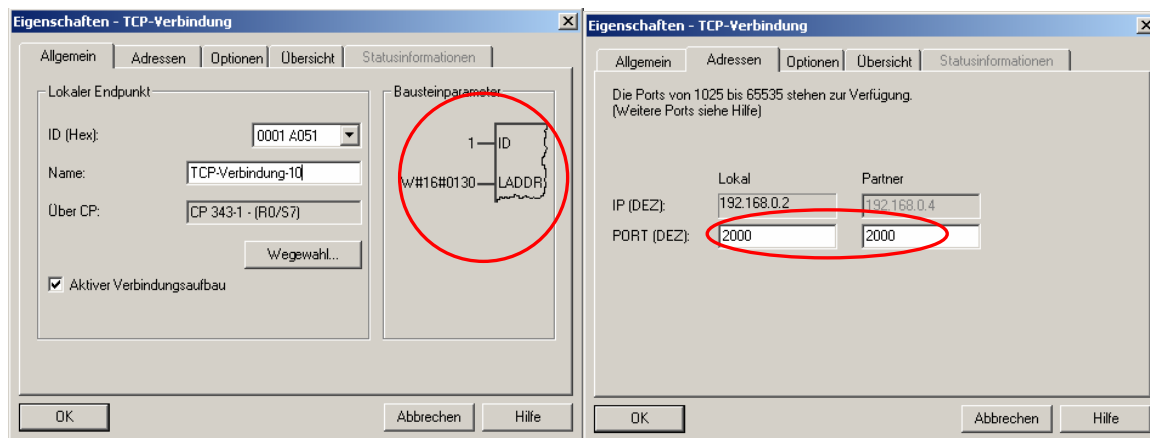 Eigenschaften - TCP-Verbindung
Allgemein Adressen Optionen Übersicht Statusinformationen
Lokaler Endpunkt
ID (Hex): 0001 A051
Name: TCP-Verbindung-10
Über CP: CP 343-1 - (R0/S7)
Wegewahl...
Aktiver Verbindungsaufbau
Bausteinparameter
1 ID
W#16#0130 LADDR
OK Abbrechen Hilfe
Eigenschaften - TCP-Verbindung
Allgemein Adressen Optionen Übersicht Statusinformationen
Die Ports von 1025 bis 65535 stehen zur Verfügung.
(Weitere Ports siehe Hilfe)
Lokal Partner
IP (DEZ): 192.168.0.2 192.168.0.4
PORT (DEZ): 2000 2000
OK Abbrechen Hilfe